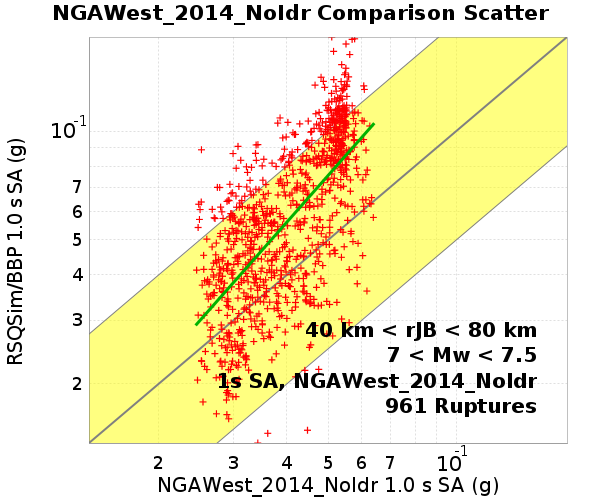 NGAWest_2014_NoIdr Comparison Scatter
RSQSim/BBP 1.0 s SA (g)
10^-1
7
6
5
4
3
2
40 km < rJB < 80 km
7 < Mw < 7.5
1s SA, NGAWest_2014_NoIdr
961 Ruptures
2 3 4 5 6 7 10^-1
NGAWest_2014_NoIdr 1.0 s SA (g)